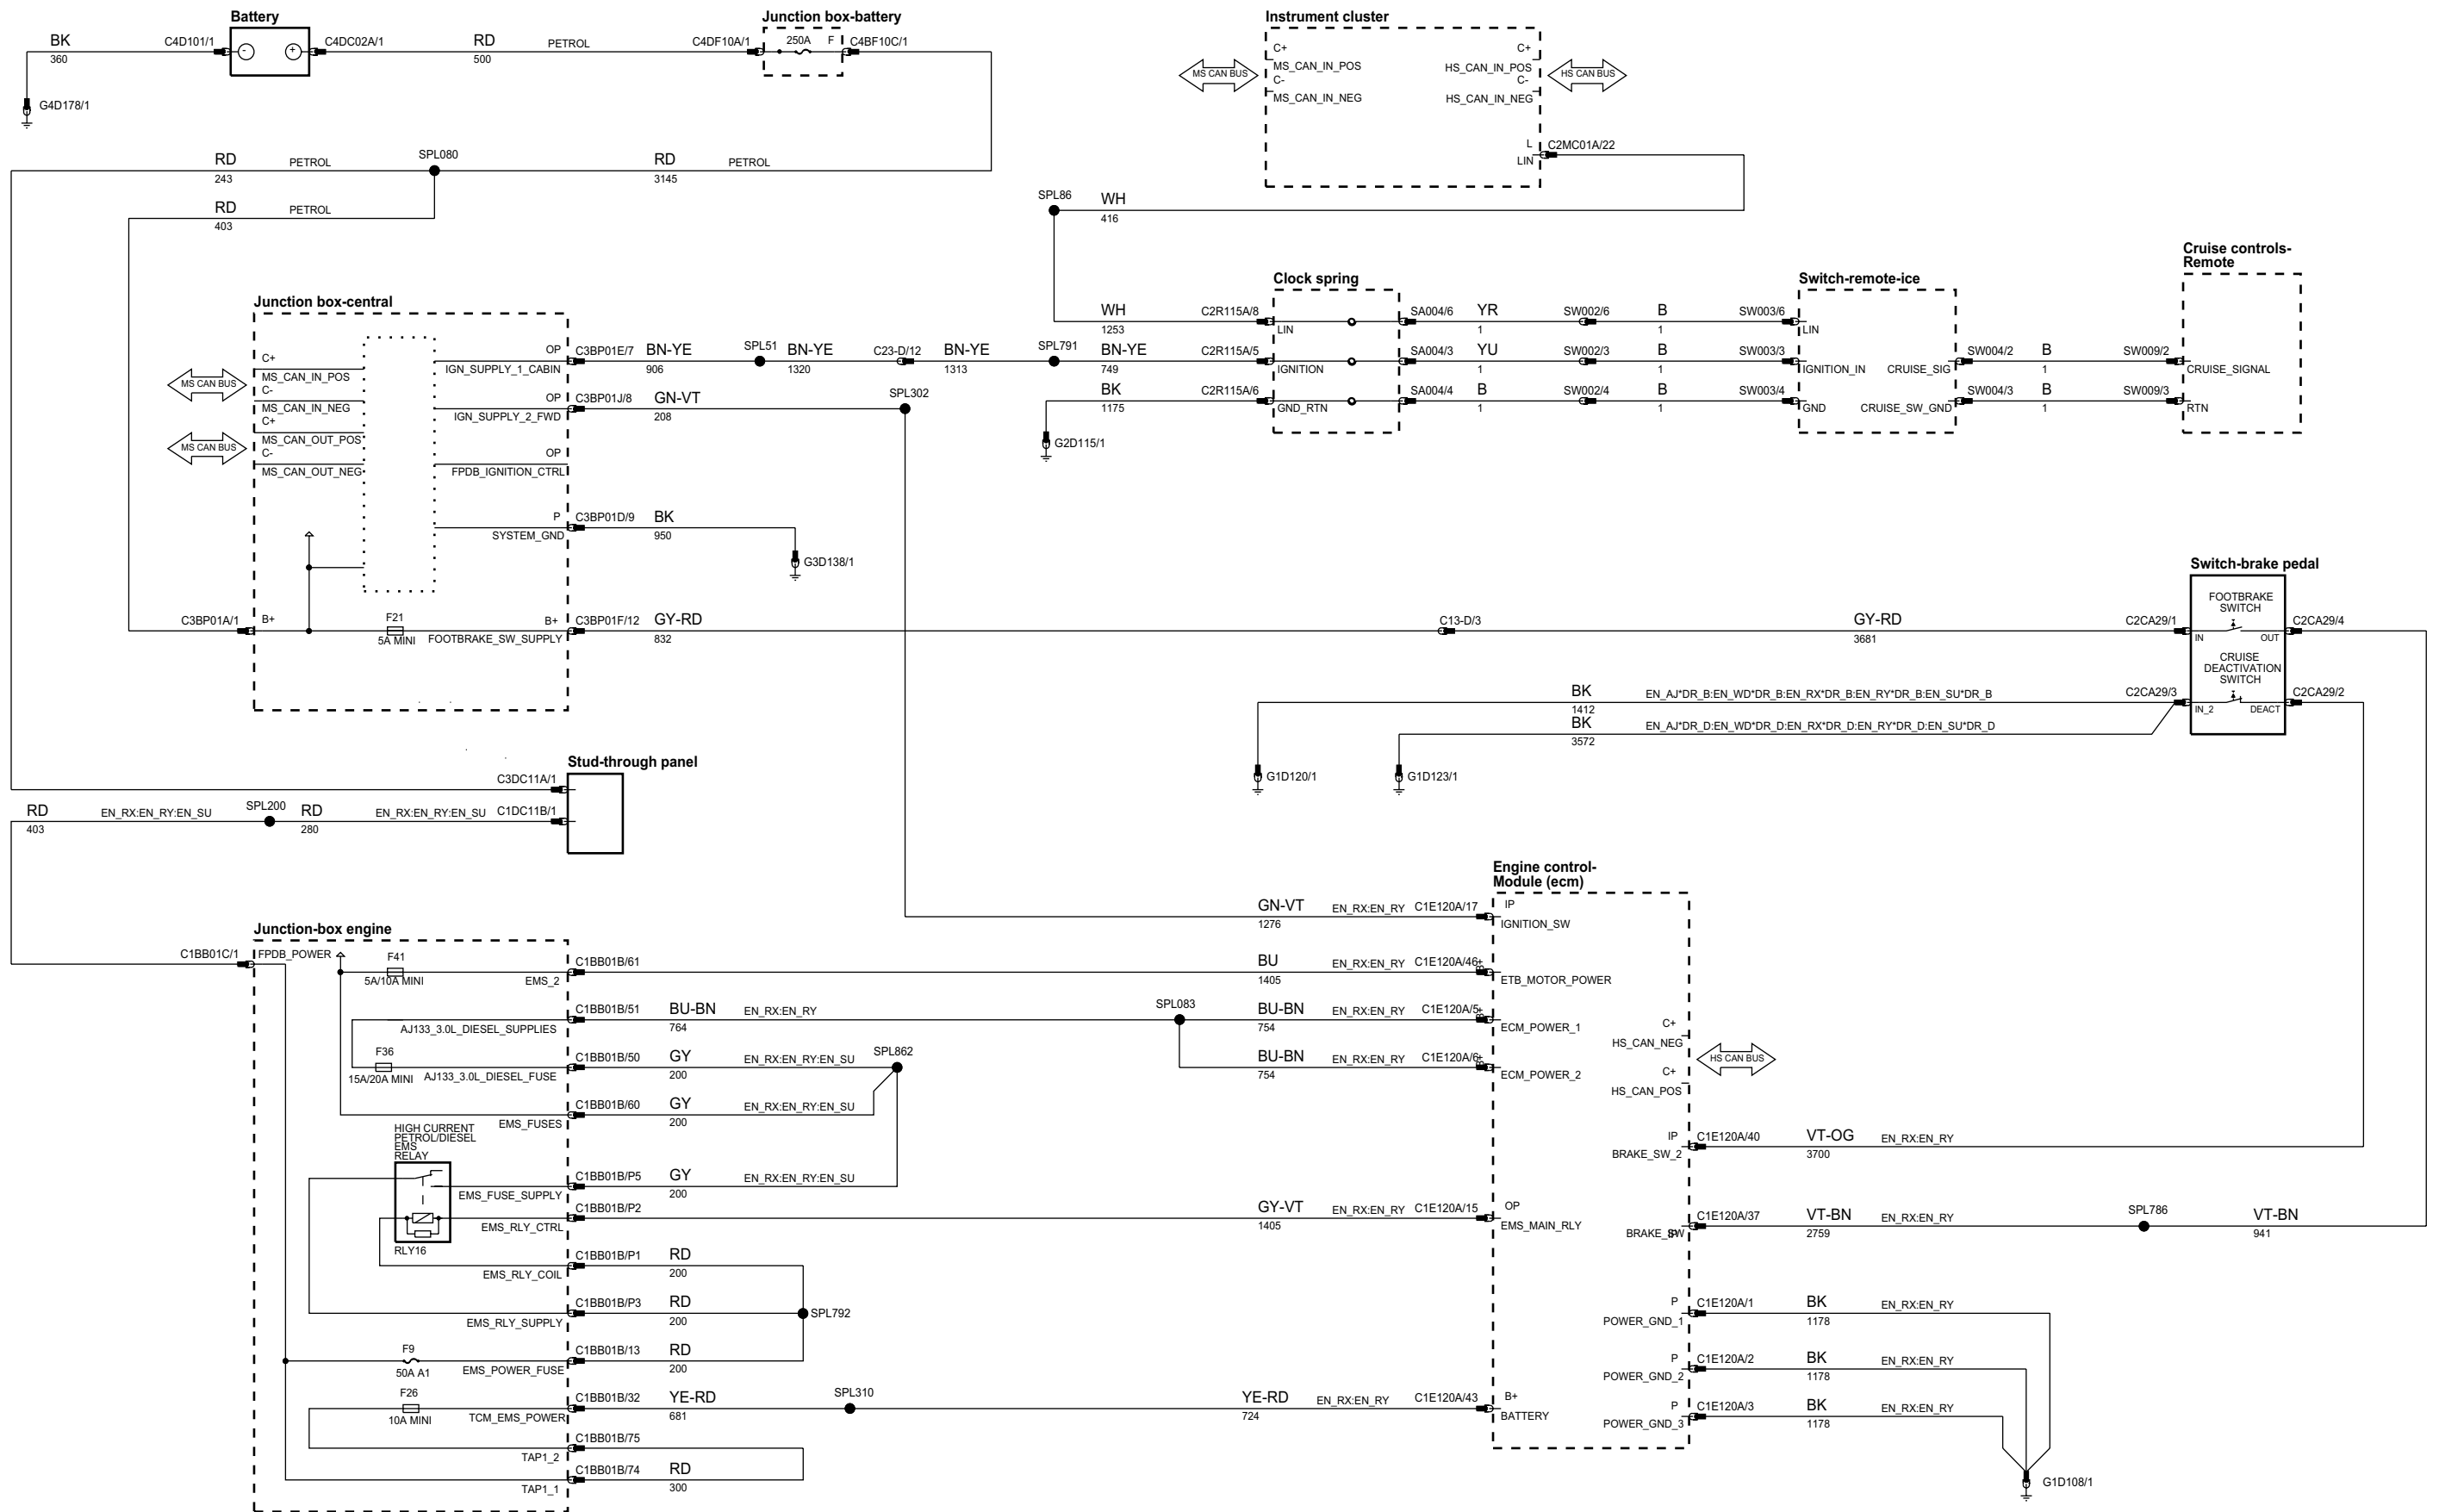 Battery
Junction box-battery
Instrument cluster
BK
360
C4D101/1
-
+
C4DC02A/1
RD
500
PETROL
C4DF10A/1
250A
F
C4BF10C/1
G4D178/1
MS CAN BUS
C+
MS_CAN_IN_POS
C-
MS_CAN_IN_NEG
C+
HS_CAN_IN_POS
C-
HS_CAN_IN_NEG
HS CAN BUS
L
LIN
C2MC01A/22
RD
243
PETROL
SPL080
RD
3145
PETROL
RD
403
PETROL
SPL86
WH
416
Cruise controls-
Remote
Clock spring
Switch-remote-ice
Junction box-central
WH
1253
C2R115A/8
LIN
SA004/6
YR
1
SW002/6
B
1
SW003/6
LIN
C+
MS_CAN_IN_POS
C-
MS_CAN_IN_NEG
C+
MS_CAN_OUT_POS
C-
MS_CAN_OUT_NEG
MS CAN BUS
MS CAN BUS
OP
IGN_SUPPLY_1_CABIN
C3BP01E/7
BN-YE
906
SPL51
BN-YE
1320
C23-D/12
BN-YE
1313
SPL791
BN-YE
749
C2R115A/5
IGNITION
SA004/3
YU
1
SW002/3
B
1
SW003/3
IGNITION_IN
CRUISE_SIG
SW004/2
B
1
SW009/2
CRUISE_SIGNAL
OP
IGN_SUPPLY_2_FWD
C3BP01J/8
GN-VT
208
SPL302
BK
1175
C2R115A/6
GND_RTN
SA004/4
B
1
SW002/4
B
1
SW003/4
GND
CRUISE_SW_GND
SW004/3
B
1
SW009/3
RTN
G2D115/1
OP
FPDB_IGNITION_CTRL
P
SYSTEM_GND
C3BP01D/9
BK
950
G3D138/1
Switch-brake pedal
C3BP01A/1
B+
F21
5A MINI
B+
FOOTBRAKE_SW_SUPPLY
C3BP01F/12
GY-RD
832
C13-D/3
GY-RD
3681
C2CA29/1
FOOTBRAKE
SWITCH
IN
OUT
C2CA29/4
CRUISE
DEACTIVATION
SWITCH
IN_2
DEACT
C2CA29/2
BK
1412
EN_AJ*DR_B:EN_WD*DR_B:EN_RX*DR_B:EN_RY*DR_B:EN_SU*DR_B
C2CA29/3
BK
3572
EN_AJ*DR_D:EN_WD*DR_D:EN_RX*DR_D:EN_RY*DR_D:EN_SU*DR_D
G1D120/1
G1D123/1
Stud-through panel
C3DC11A/1
RD
403
EN_RX:EN_RY:EN_SU
SPL200
RD
280
EN_RX:EN_RY:EN_SU
C1DC11B/1
Engine control-
Module (ecm)
Junction-box engine
GN-VT
1276
EN_RX:EN_RY
C1E120A/17
IP
IGNITION_SW
C1BB01C/1
FPDB_POWER
F41
5A/10A MINI
EMS_2
C1BB01B/61
BU
1405
EN_RX:EN_RY
C1E120A/46
ETB_MOTOR_POWER
AJ133_3.0L_DIESEL_SUPPLIES
C1BB01B/51
BU-BN
764
EN_RX:EN_RY
SPL083
BU-BN
754
EN_RX:EN_RY
C1E120A/5
ECM_POWER_1
C+
HS_CAN_NEG
HS CAN BUS
F36
15A/20A MINI
AJ133_3.0L_DIESEL_FUSE
C1BB01B/50
GY
200
EN_RX:EN_RY:EN_SU
SPL862
BU-BN
754
EN_RX:EN_RY
C1E120A/6
ECM_POWER_2
C+
HS_CAN_POS
EMS_FUSES
C1BB01B/60
GY
200
EN_RX:EN_RY:EN_SU
HIGH CURRENT
PETROL/DIESEL
EMS
RELAY
IP
BRAKE_SW_2
C1E120A/40
VT-OG
3700
EN_RX:EN_RY
EMS_FUSE_SUPPLY
C1BB01B/P5
GY
200
EN_RX:EN_RY:EN_SU
EMS_RLY_CTRL
C1BB01B/P2
GY-VT
1405
EN_RX:EN_RY
C1E120A/15
OP
EMS_MAIN_RLY
BRAKE_SW
C1E120A/37
VT-BN
2759
EN_RX:EN_RY
SPL786
VT-BN
941
RLY16
EMS_RLY_COIL
C1BB01B/P1
RD
200
EMS_RLY_SUPPLY
C1BB01B/P3
RD
200
SPL792
P
POWER_GND_1
C1E120A/1
BK
1178
EN_RX:EN_RY
F9
50A A1
EMS_POWER_FUSE
C1BB01B/13
RD
200
P
POWER_GND_2
C1E120A/2
BK
1178
EN_RX:EN_RY
F26
10A MINI
TCM_EMS_POWER
C1BB01B/32
YE-RD
681
SPL310
YE-RD
724
EN_RX:EN_RY
C1E120A/43
B+
BATTERY
P
POWER_GND_3
C1E120A/3
BK
1178
EN_RX:EN_RY
TAP1_2
C1BB01B/75
TAP1_1
C1BB01B/74
RD
300
G1D108/1